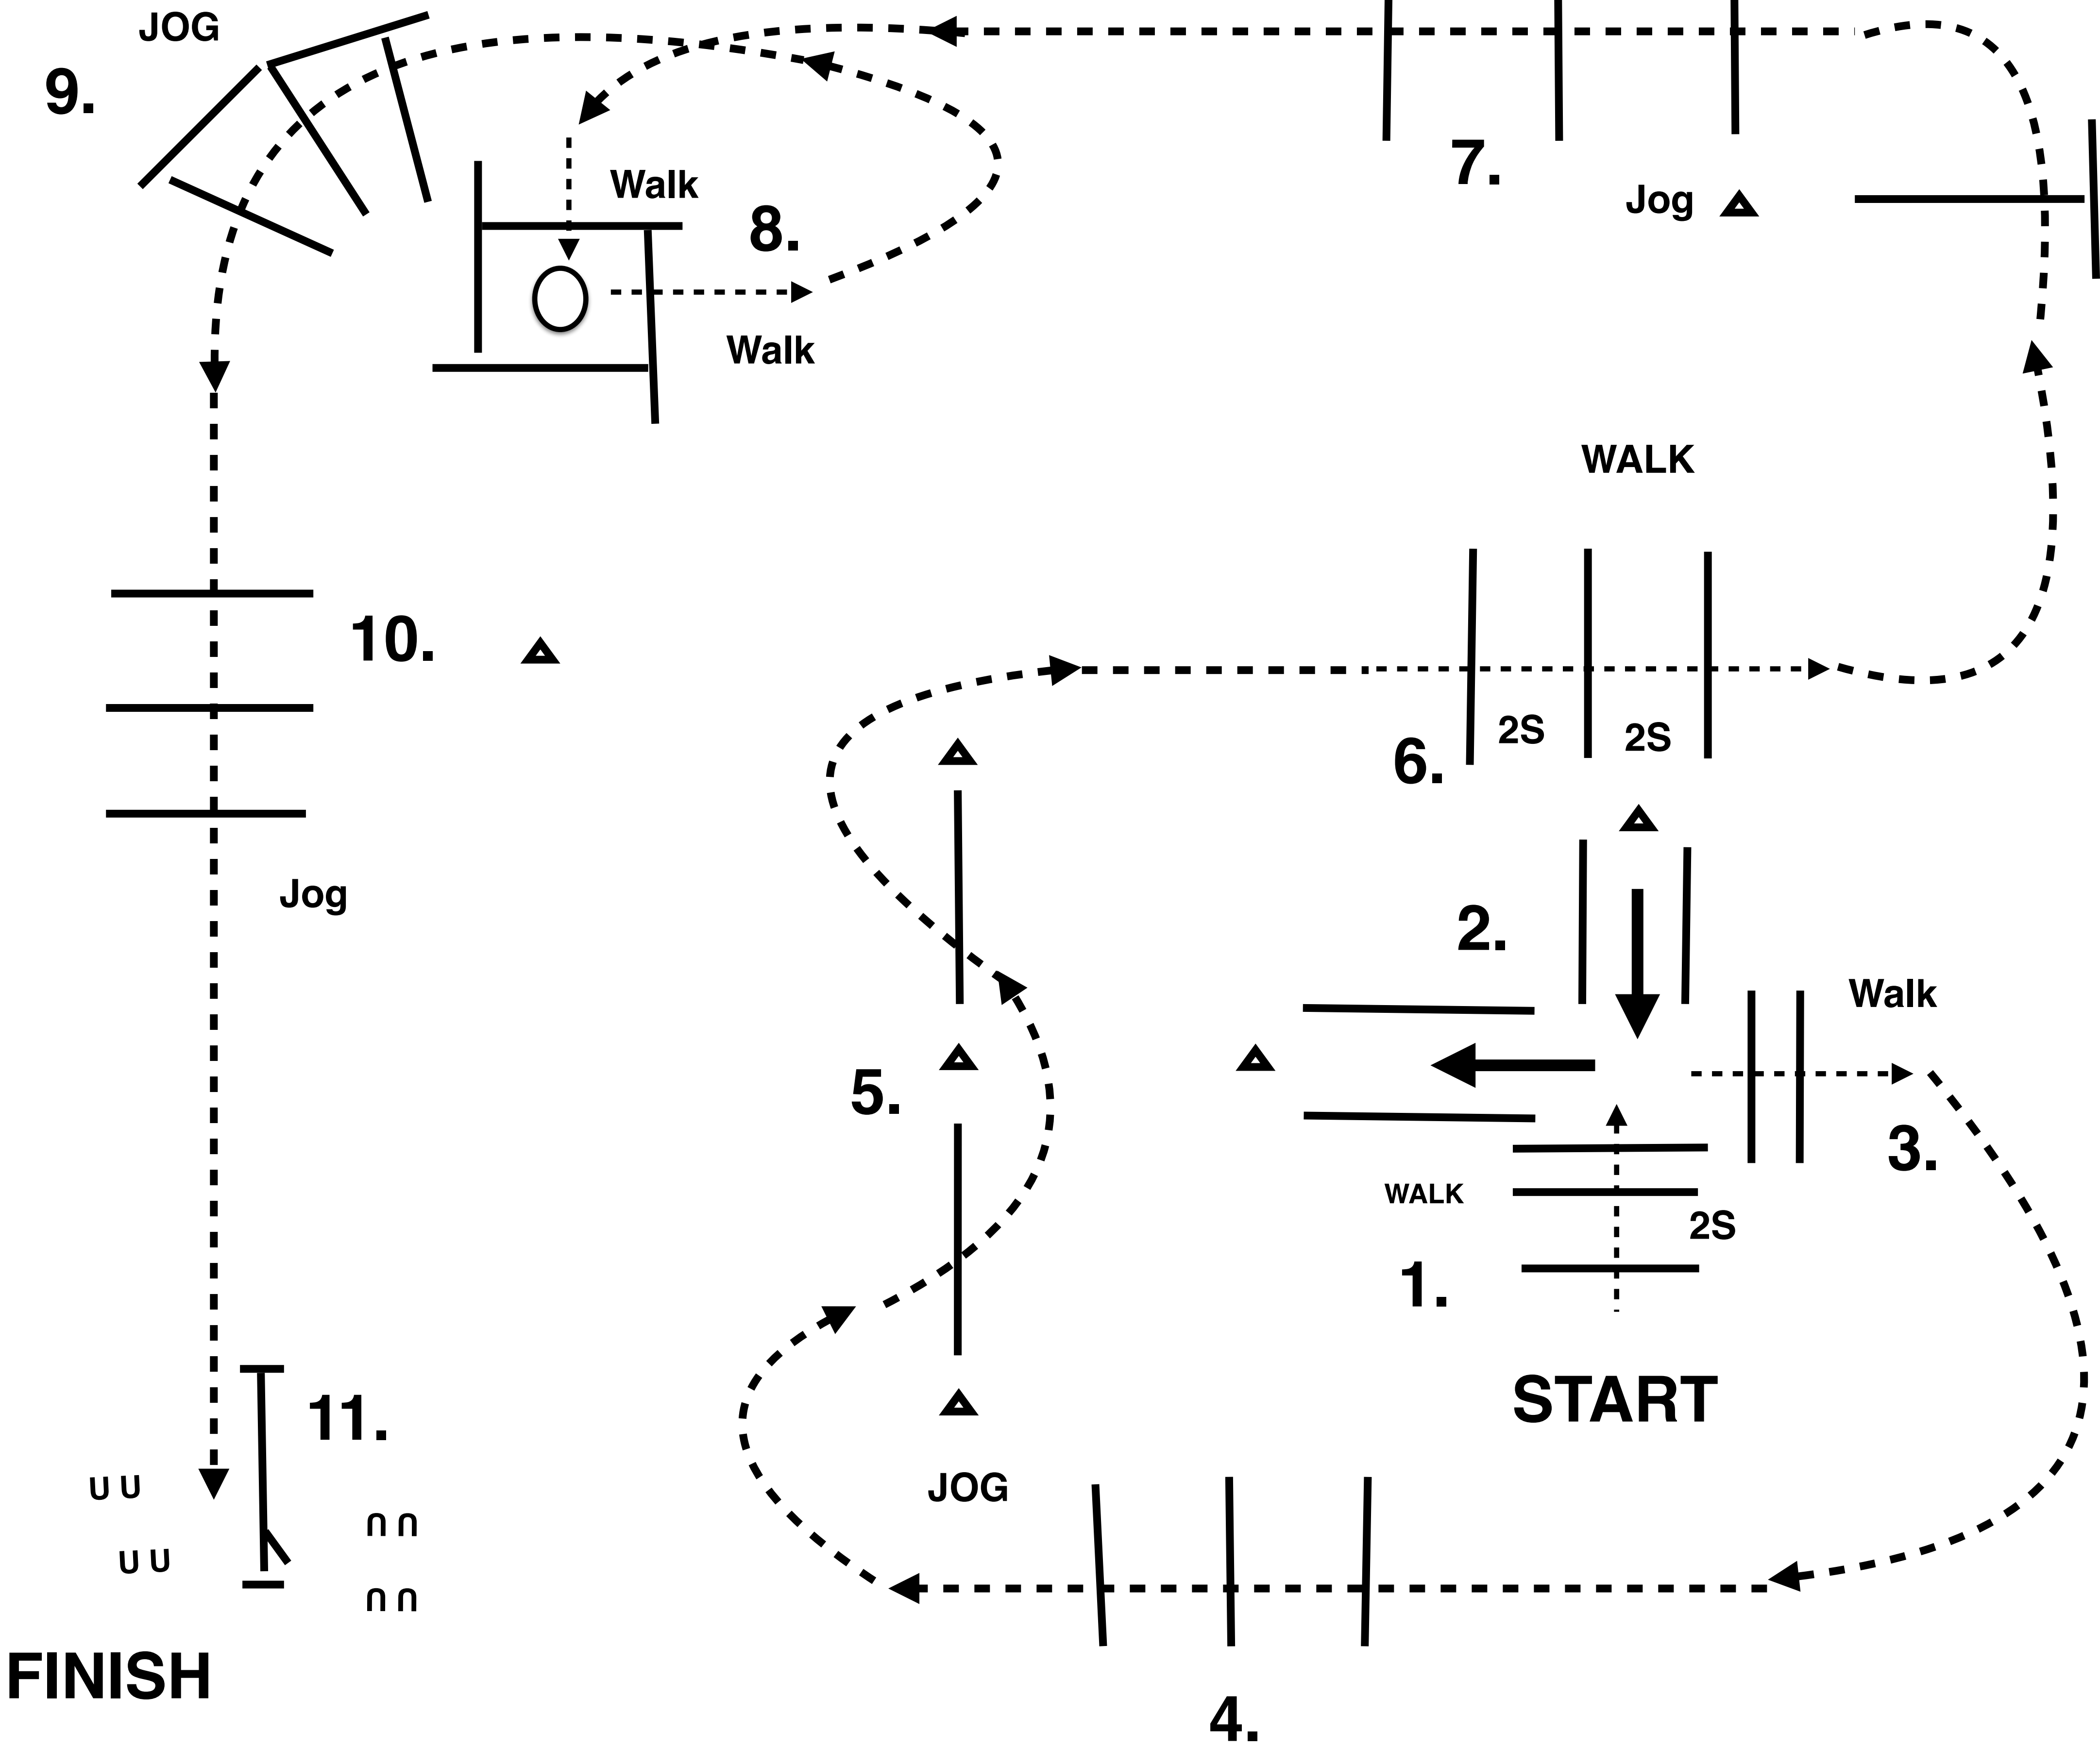 JOG
9.
Walk
8.
Walk
7.
Jog
WALK
10.
2S
2S
6.
Jog
2.
Walk
5.
3.
WALK
2S
1.
START
11.
JOG
U U
U U
∩ ∩
∩ ∩
FINISH
4.